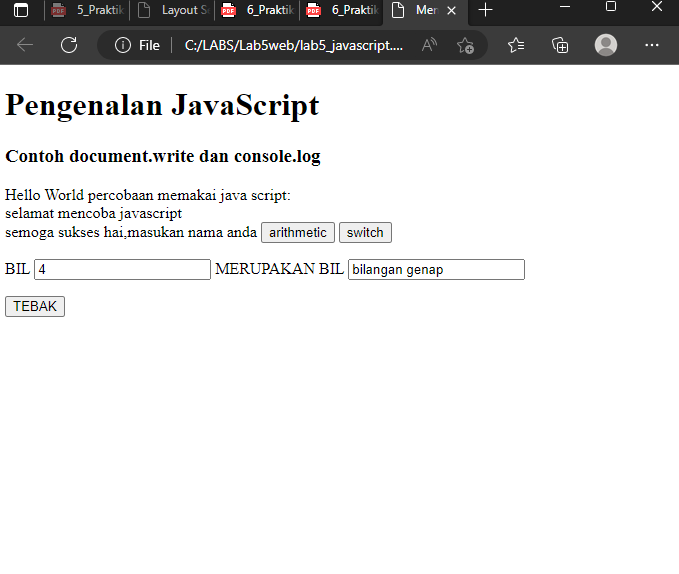 5_Praktik
Layout S
6_Praktik
6_Praktik
Mem
File
C:/LABS/Lab5web/lab5_javascript....
Pengenalan JavaScript
Contoh document.write dan console.log
Hello World percobaan memakai java script:
selamat mencoba javascript
semoga sukses hai,masukan nama anda arithmetic switch
BIL 4 MERUPAKAN BIL bilangan genap
TEBAK